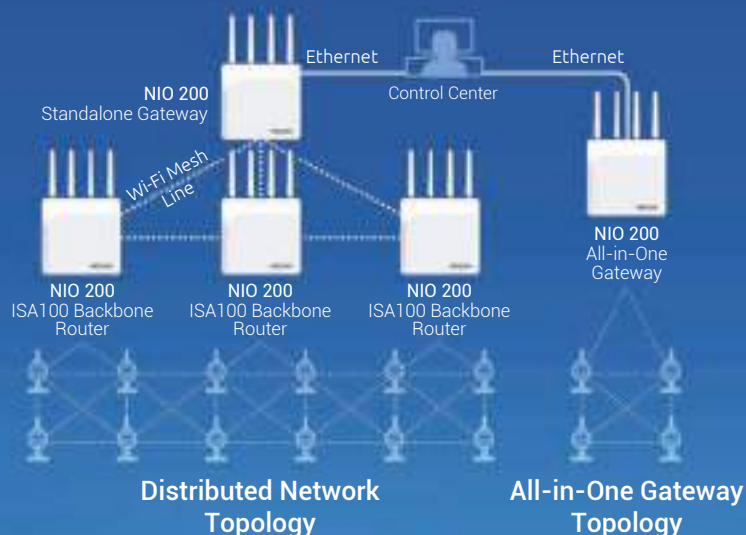 Ethernet
Ethernet
NIO 200
Standalone Gateway
Control Center
Wi-Fi Mesh
Line
NIO 200
All-in-One
Gateway
NIO 200
ISA100 Backbone
Router
NIO 200
ISA100 Backbone
Router
NIO 200
ISA100 Backbone
Router
Distributed Network
Topology
All-in-One Gateway
Topology